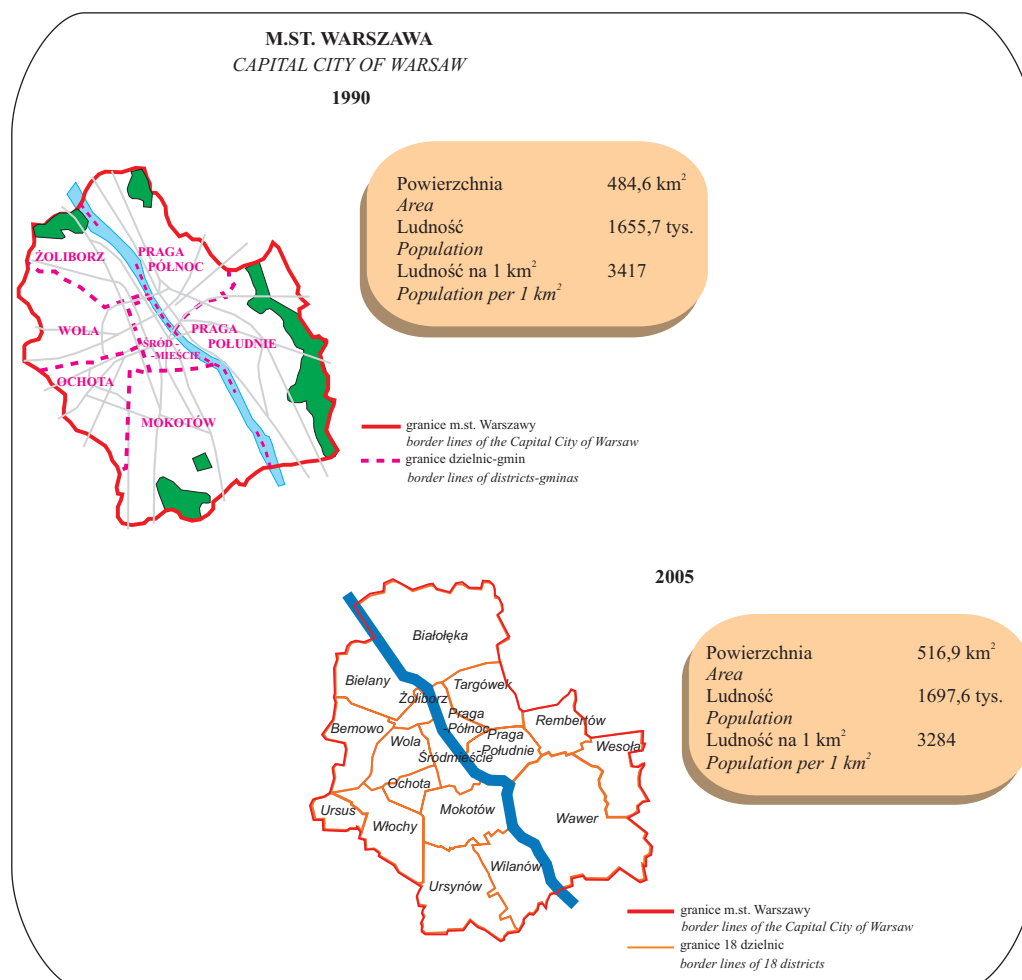 M.ST. WARSZAWA
CAPITAL CITY OF WARSAW
1990
Powierzchnia 484,6 km²
Area
Ludność 1655,7 tys.
Population
Ludność na 1 km² 3417
Population per 1 km²
ŻOLIBORZ
PRAGA
PÓŁNOC
WOLA
ŚRÓD-
-MIEŚCIE
PRAGA
POŁUDNIE
OCHOTA
MOKOTÓW
granice m.st. Warszawy
border lines of the Capital City of Warsaw
granice dzielnic-gmin
border lines of districts-gminas
2005
Powierzchnia 516,9 km²
Area
Ludność 1697,6 tys.
Population
Ludność na 1 km² 3284
Population per 1 km²
Białołęka
Bielany
Żoliborz
Targówek
Bemowo
Praga
-Północ
Rembertów
Wola
Praga
-Południe
Wesoła
Śródmieście
Ochota
Ursus
Włochy
Mokotów
Wawer
Ursynów
Wilanów
granice m.st. Warszawy
border lines of the Capital City of Warsaw
granice 18 dzielnic
border lines of 18 districts